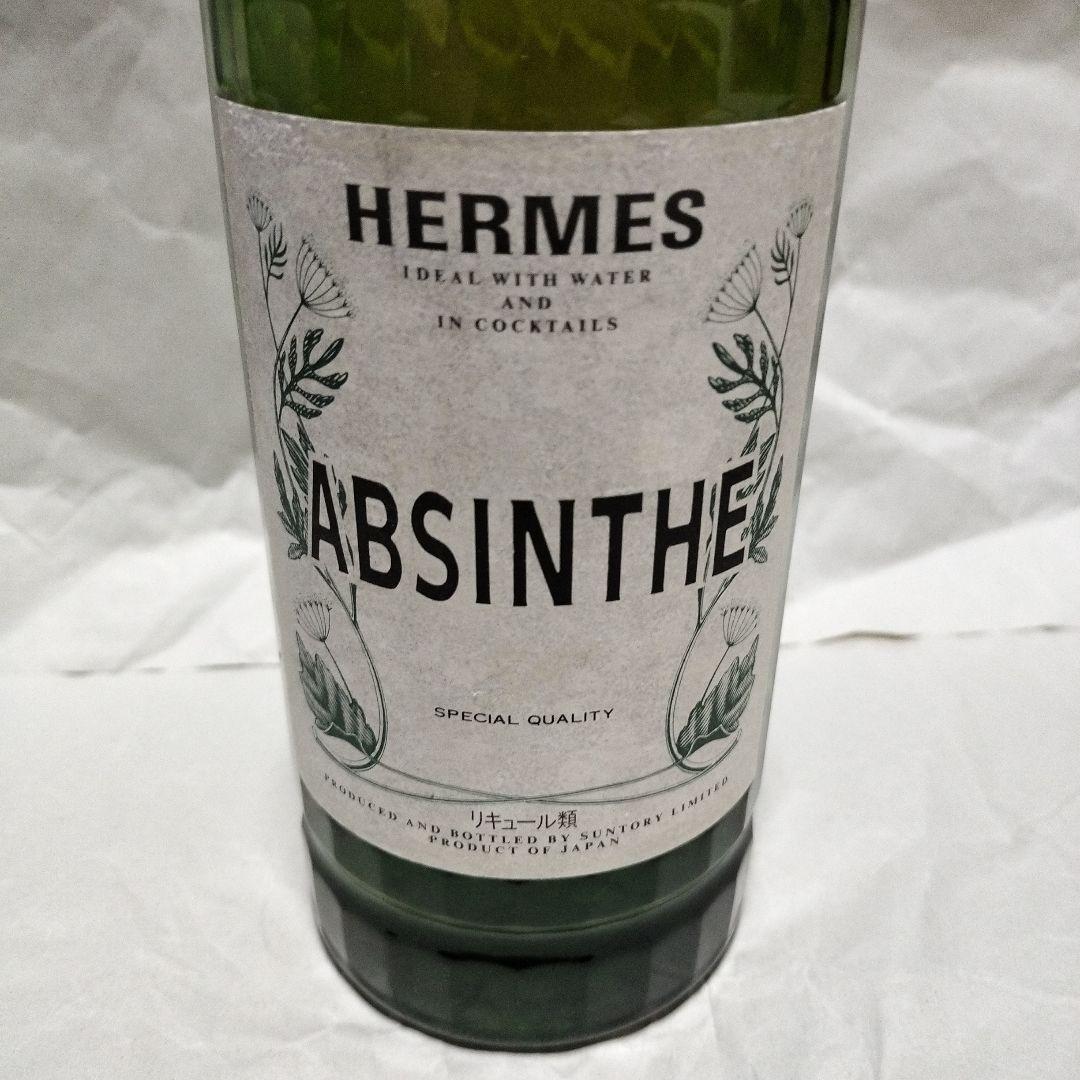 HERMES
IDEAL WITH WATER
AND
IN COCKTAILS
ABSINTHE
SPECIAL QUALITY
リキュール類
PRODUCED AND BOTTLED BY SUNTORY LIMITED
PRODUCT OF JAPAN